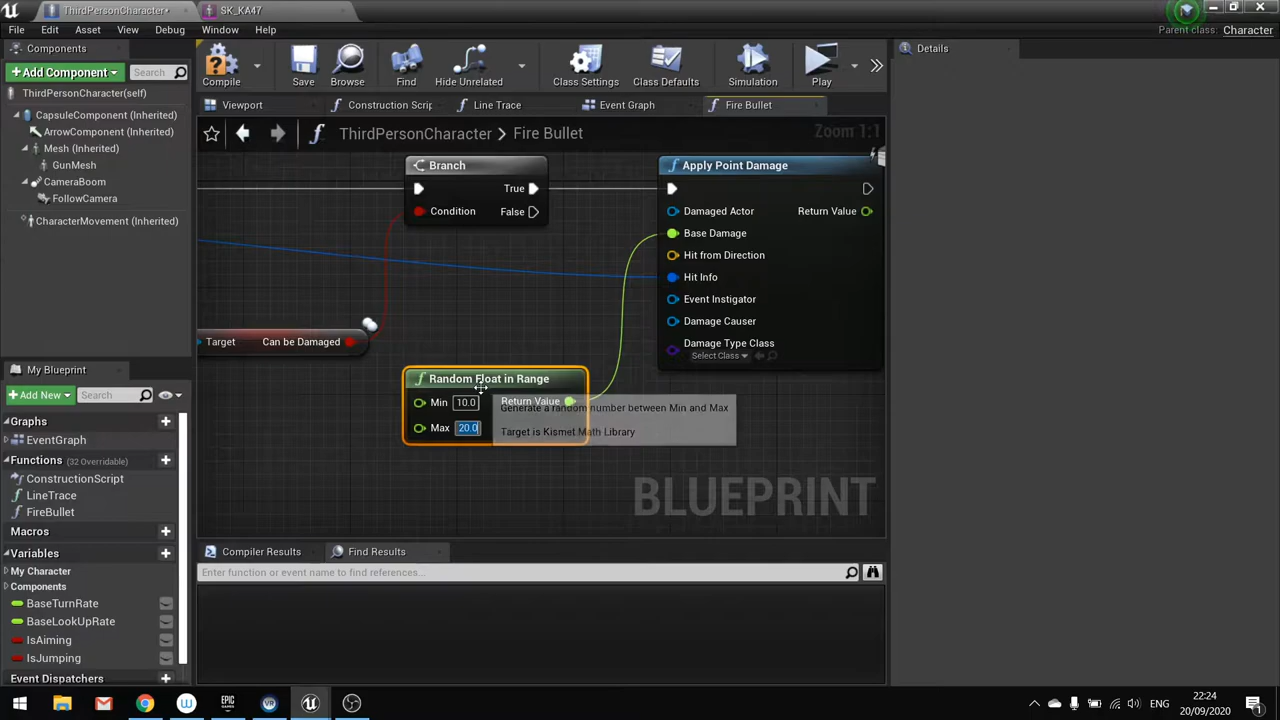 ThirdPersonCharacter*
SK_KA47
File Edit Asset View Debug Window Help
Parent class: Character
Components
+Add Component
Search
ThirdPersonCharacter(self)
CapsuleComponent (Inherited)
ArrowComponent (Inherited)
Mesh (Inherited)
GunMesh
CameraBoom
FollowCamera
CharacterMovement (Inherited)
Compile Save Browse Find Hide Unrelated Class Settings Class Defaults Simulation Play
Details
Viewport Construction Scrip Line Trace Event Graph Fire Bullet
ThirdPersonCharacter > Fire Bullet
Zoom 1:1
Branch
True
Condition False
Apply Point Damage
Damaged Actor Return Value
Base Damage
Hit from Direction
Hit Info
Event Instigator
Damage Causer
Damage Type Class
Select Class
Target Can be Damaged
Random Float in Range
Min 10.0 Return Value
Max 20.0
Generate a random number between Min and Max
Target is Kismet Math Library
BLUEPRINT
My Blueprint
+Add New
Search
Graphs
EventGraph
Functions (32 Overridable)
ConstructionScript
LineTrace
FireBullet
Macros
Variables
My Character
Components
BaseTurnRate
BaseLookUpRate
IsAiming
IsJumping
Event Dispatchers
Compiler Results Find Results
Enter function or event name to find references...
EPIC
GAMES
ENG
22:24
20/09/2020
1